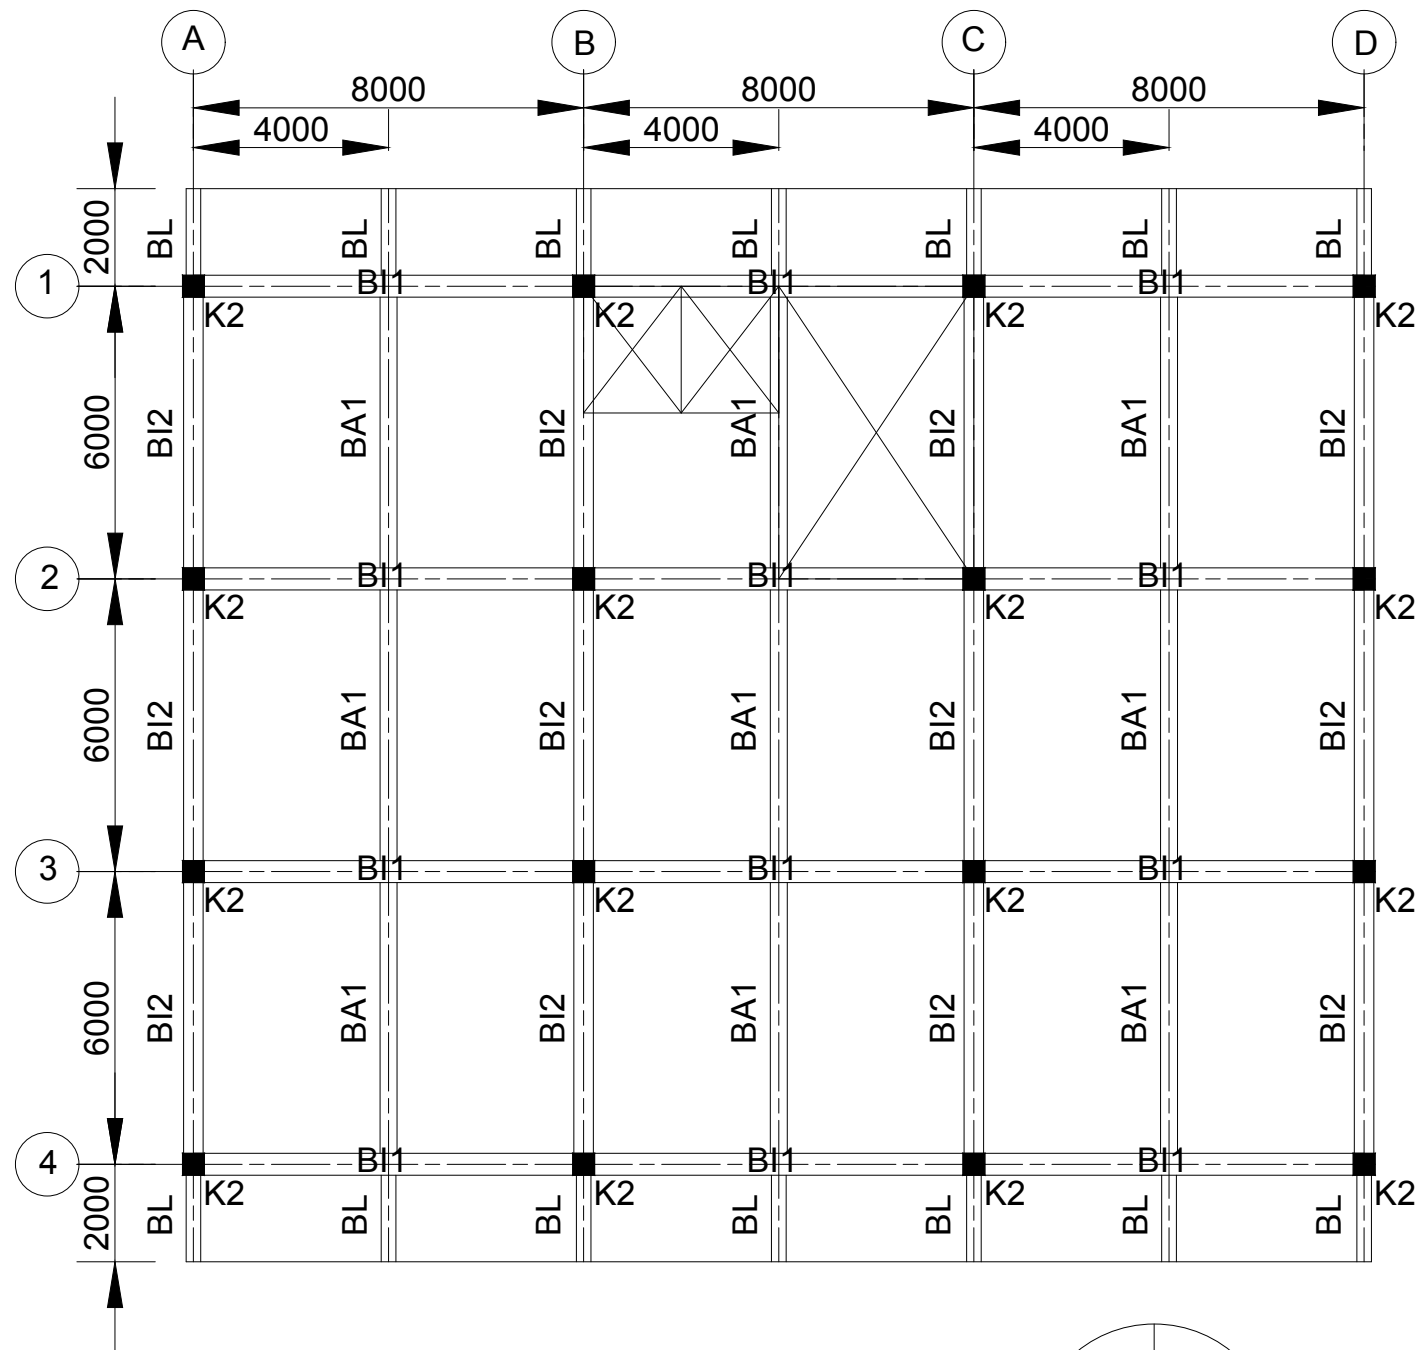 A B C D
8000 8000 8000
4000 4000 4000
2000 BL BL BL BL BL BL BL
1 BI1 BI1 BI1
K2 K2 K2 K2
6000 BI2 BA1 BI2 BA1 BI2 BA1 BI2
2 BI1 BI1 BI1
K2 K2 K2 K2
6000 BI2 BA1 BI2 BA1 BI2 BA1 BI2
3 BI1 BI1 BI1
K2 K2 K2 K2
6000 BI2 BA1 BI2 BA1 BI2 BA1 BI2
4 BI1 BI1 BI1
K2 K2 K2 K2
2000 BL BL BL BL BL BL BL